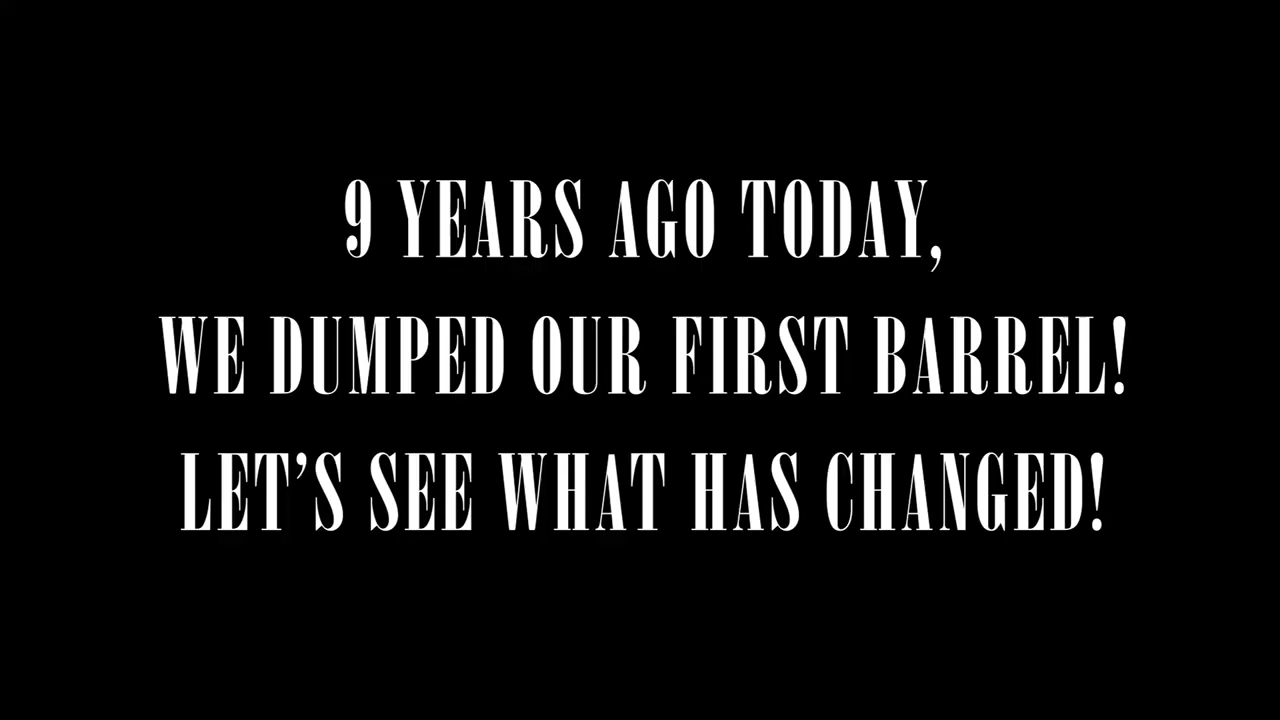 9 YEARS AGO TODAY,
WE DUMPED OUR FIRST BARREL!
LET’S SEE WHAT HAS CHANGED!